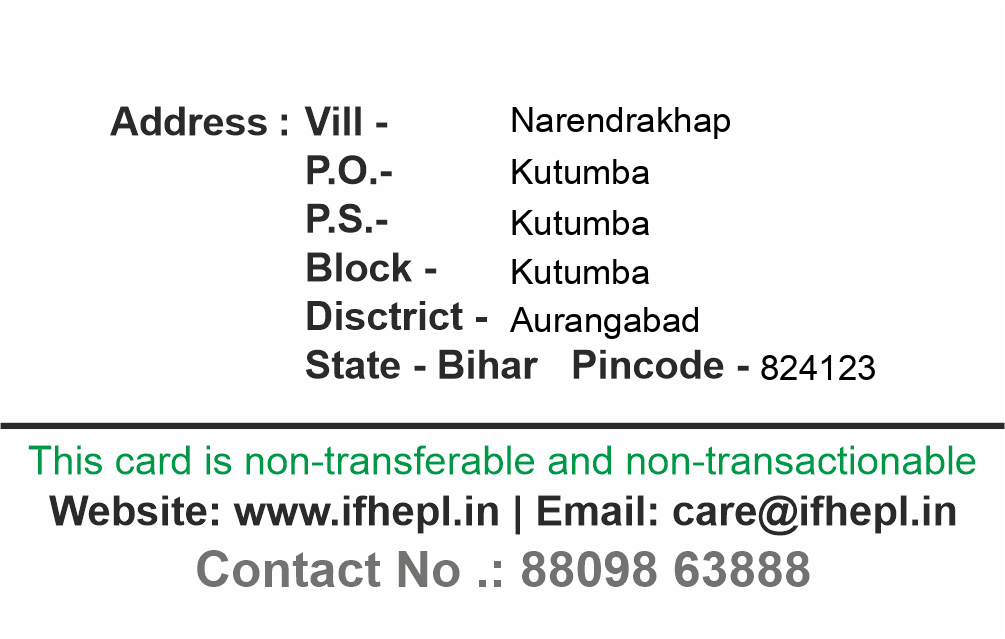 Address : Vill - Narendrakhap
P.O.- Kutumba
P.S.- Kutumba
Block - Kutumba
Disctrict - Aurangabad
State - Bihar Pincode - 824123
This card is non-transferable and non-transactionable
Website: www.ifhepl.in | Email: care@ifhepl.in
Contact No .: 88098 63888